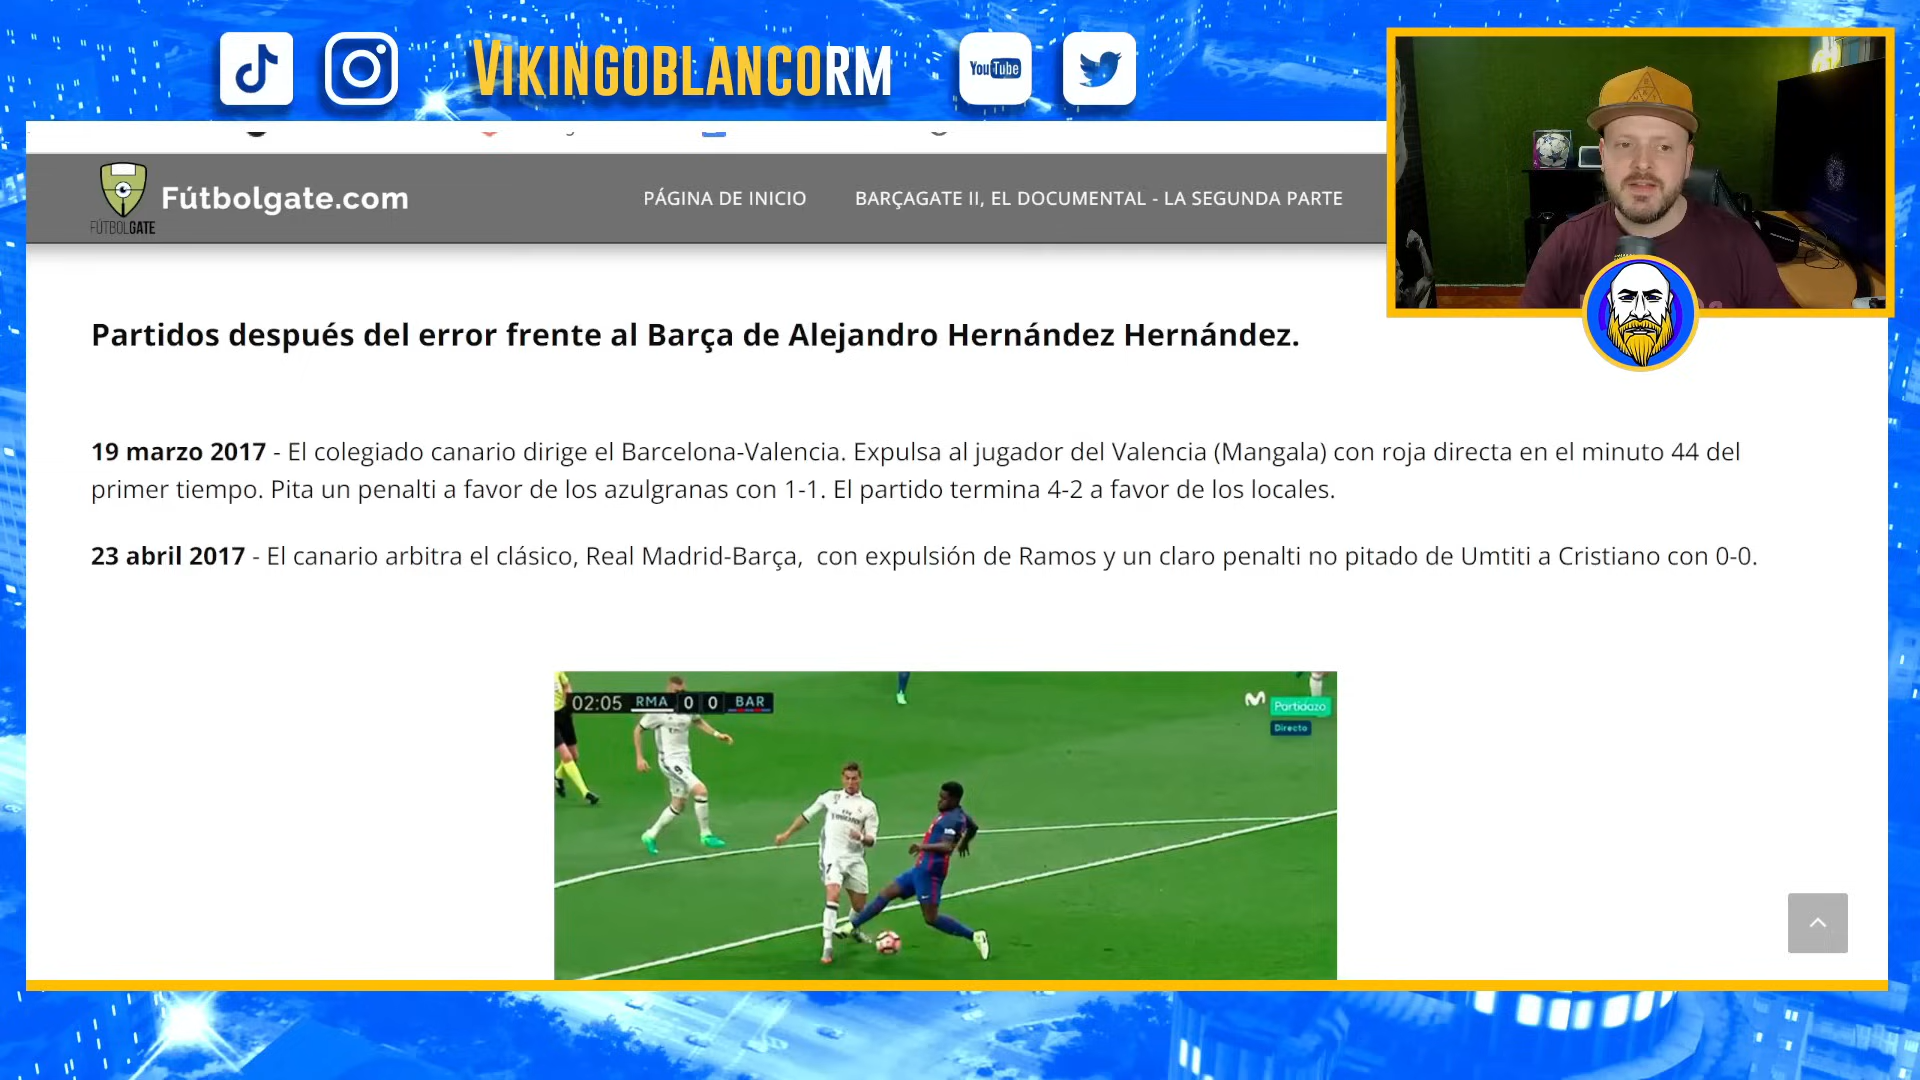 VIKINGOBLANCORM
YouTube
Fútbolgate.com
FÚTBOLGATE
PÁGINA DE INICIO
BARÇAGATE II, EL DOCUMENTAL - LA SEGUNDA PARTE
Partidos después del error frente al Barça de Alejandro Hernández Hernández.
19 marzo 2017 - El colegiado canario dirige el Barcelona-Valencia. Expulsa al jugador del Valencia (Mangala) con roja directa en el minuto 44 del
primer tiempo. Pita un penalti a favor de los azulgranas con 1-1. El partido termina 4-2 a favor de los locales.
23 abril 2017 - El canario arbitra el clásico, Real Madrid-Barça,  con expulsión de Ramos y un claro penalti no pitado de Umtiti a Cristiano con 0-0.
02:05 RMA 0 0 BAR
Partidazo
Directo